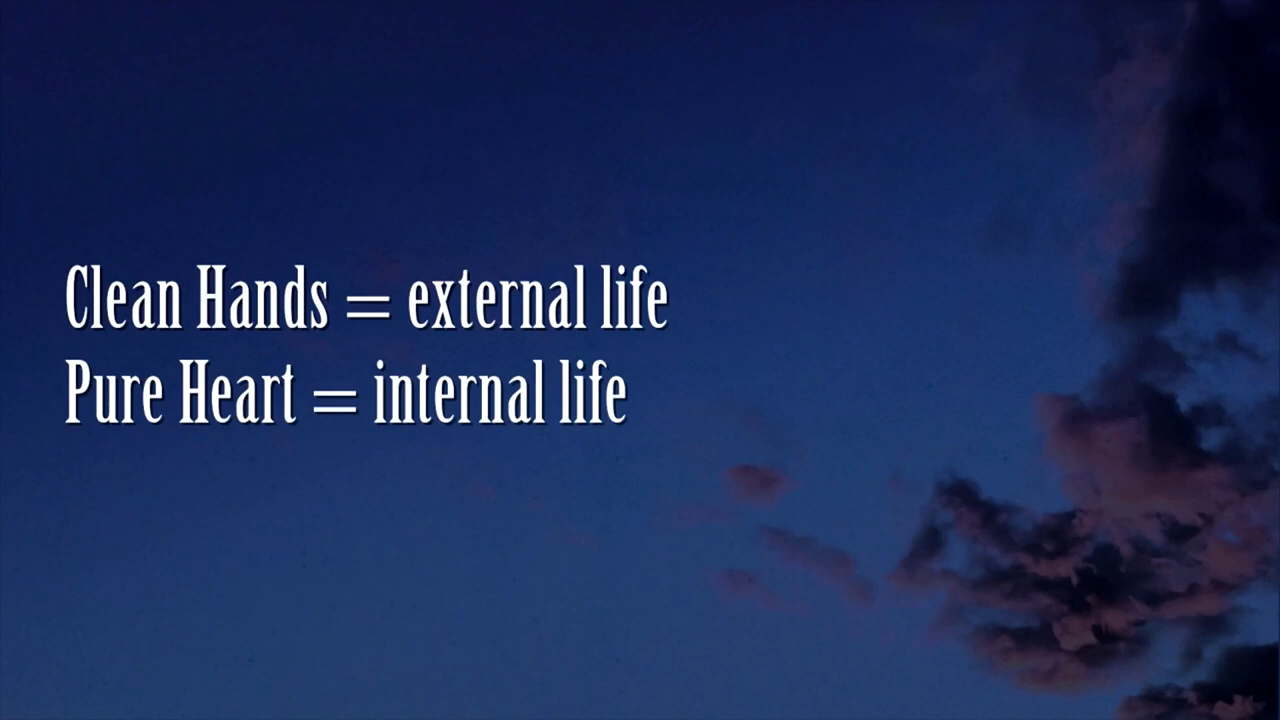 Clean Hands = external life
Pure Heart = internal life